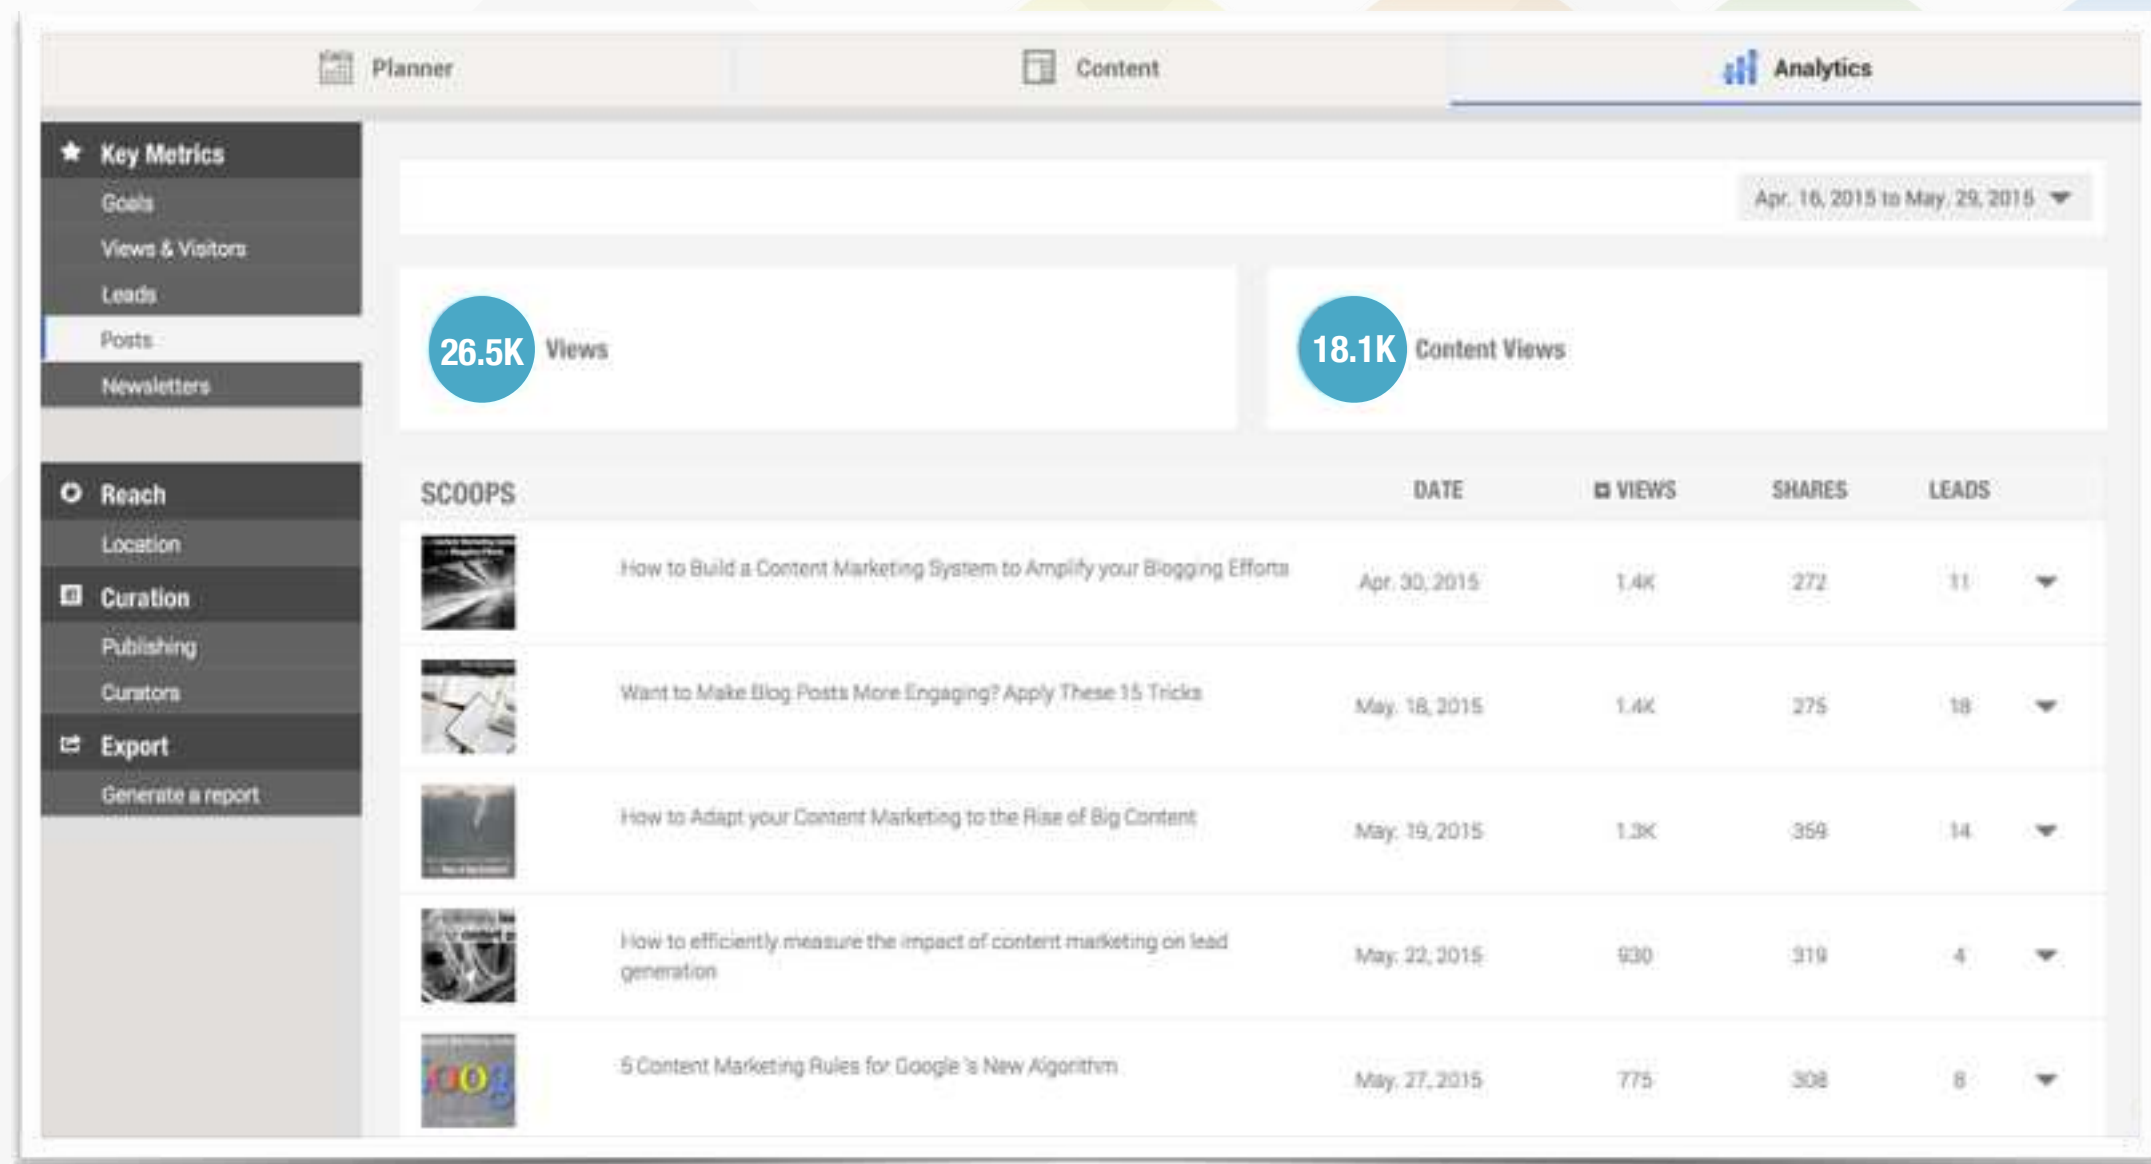 Planner
Content
Analytics
Key Metrics
Goals
Views & Visitors
Leads
Posts
Newsletters
Reach
Location
Curation
Publishing
Curators
Export
Generate a report
Apr. 16, 2015 to May. 29, 2015
26.5K Views
18.1K Content Views
SCOOPS DATE VIEWS SHARES LEADS
How to Build a Content Marketing System to Amplify your Blogging Efforts Apr. 30, 2015 1.4K 272 11
Want to Make Blog Posts More Engaging? Apply These 15 Tricks May. 18, 2015 1.4K 275 18
How to Adapt your Content Marketing to the Rise of Big Content May. 19, 2015 1.3K 359 14
How to efficiently measure the impact of content marketing on lead
generation May. 22, 2015 930 319 4
5 Content Marketing Rules for Google 's New Algorithm May. 27, 2015 775 308 8